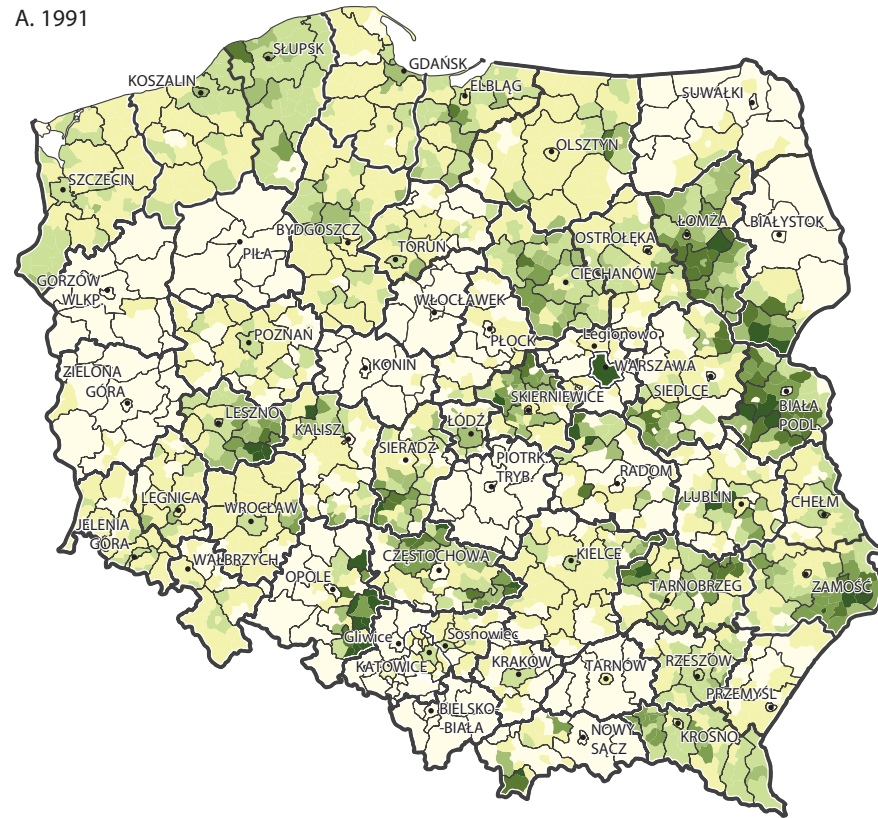 A. 1991
SŁUPSK
GDAŃSK
KOSZALIN
ELBLĄG
SUWAŁKI
OLSZTYN
SZCZECIN
BYDGOSZCZ
TORUŃ
OSTROŁĘKA
ŁOMŻA
BIAŁYSTOK
PIŁA
CIECHANÓW
GORZÓW
WLKP.
WŁOCŁAWEK
PŁOCK
Legionowo
POZNAŃ
KONIN
WARSZAWA
ZIELONA
GÓRA
SIEDLCE
SKIERNIEWICE
BIAŁA
PODL.
LESZNO
KALISZ
ŁÓDŹ
SIERADZ
PIOTRK.
TRYB.
RADOM
LEGNICA
WROCŁAW
LUBLIN
CHEŁM
JELENIA
GÓRA
WAŁBRZYCH
OPOLE
CZĘSTOCHOWA
KIELCE
TARNOBRZEG
ZAMOŚĆ
Gliwice
Sosnowiec
KATOWICE
KRAKÓW
TARNÓW
RZESZÓW
PRZEMYŚL
BIELSKO-
-BIAŁA
NOWY
SĄCZ
KROSNO